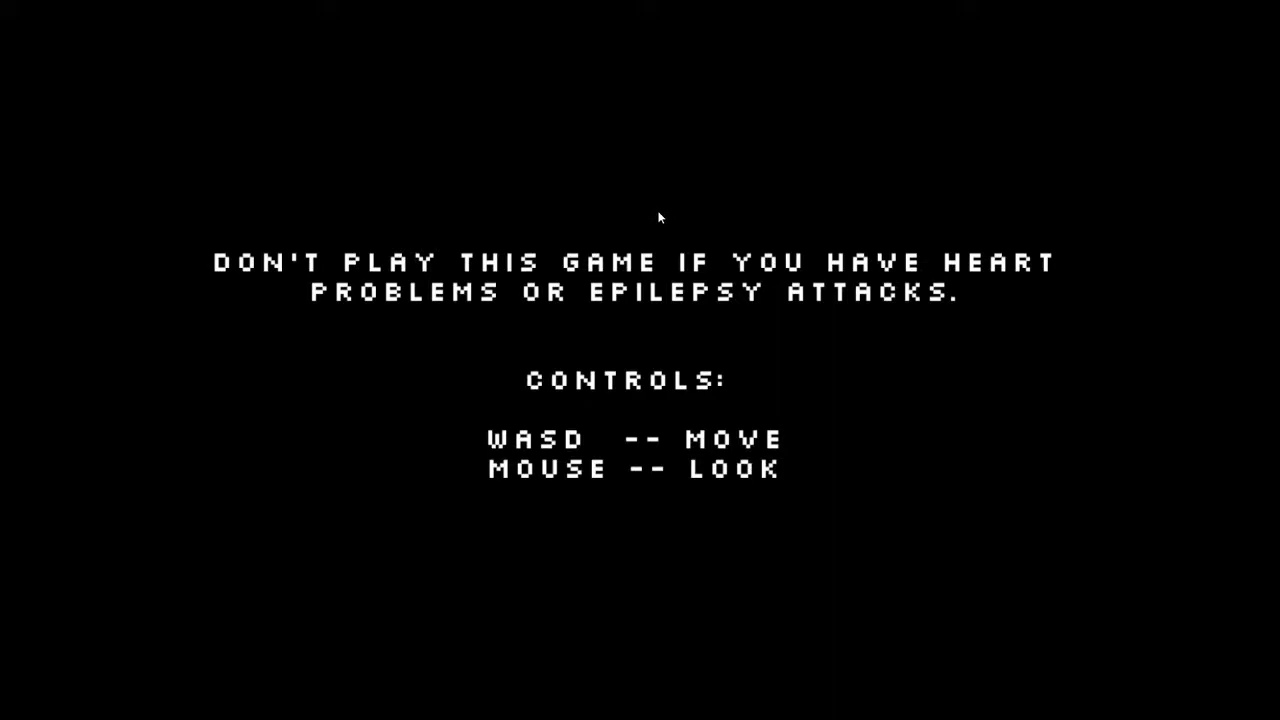 DON'T PLAY THIS GAME IF YOU HAVE HEART
PROBLEMS OR EPILEPSY ATTACKS.
CONTROLS:
WASD -- MOVE
MOUSE -- LOOK